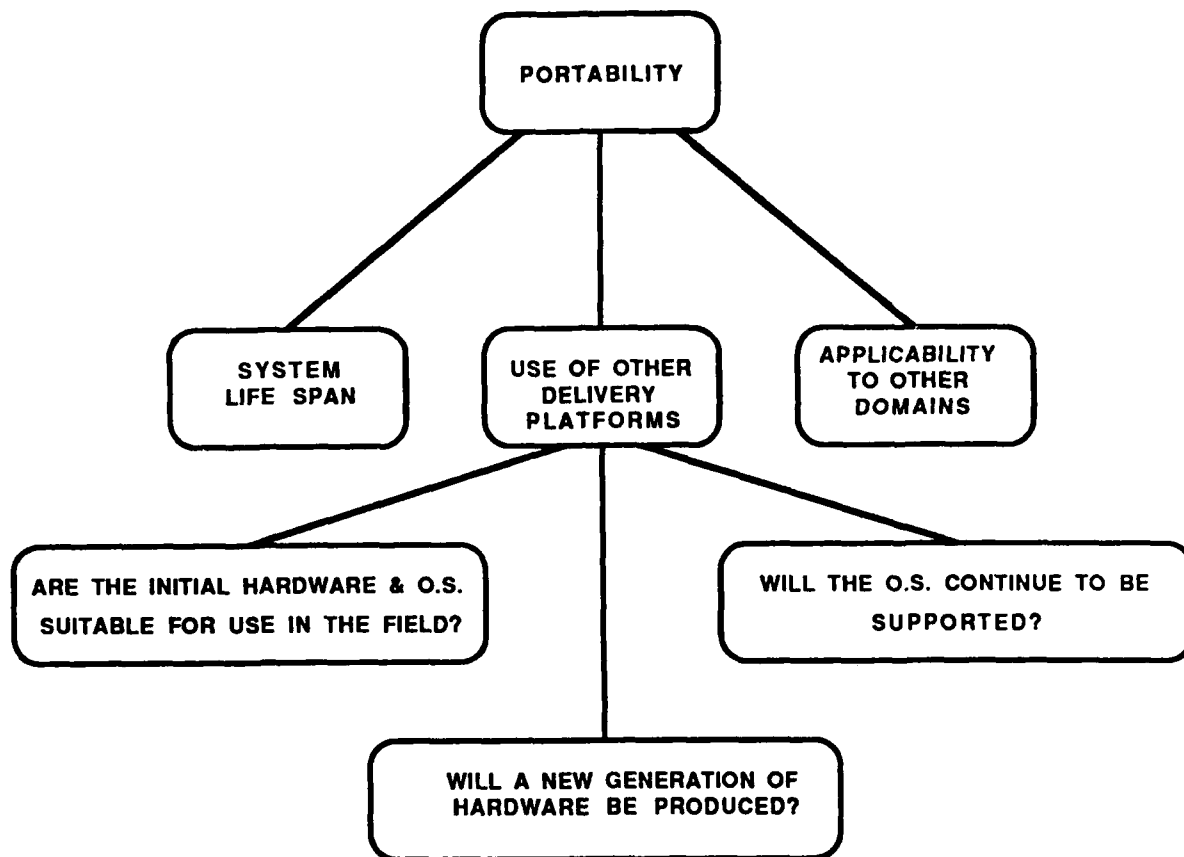 PORTABILITY
SYSTEM
LIFE SPAN
USE OF OTHER
DELIVERY
PLATFORMS
APPLICABILITY
TO OTHER
DOMAINS
ARE THE INITIAL HARDWARE & O.S.
SUITABLE FOR USE IN THE FIELD?
WILL THE O.S. CONTINUE TO BE
SUPPORTED?
WILL A NEW GENERATION OF
HARDWARE BE PRODUCED?